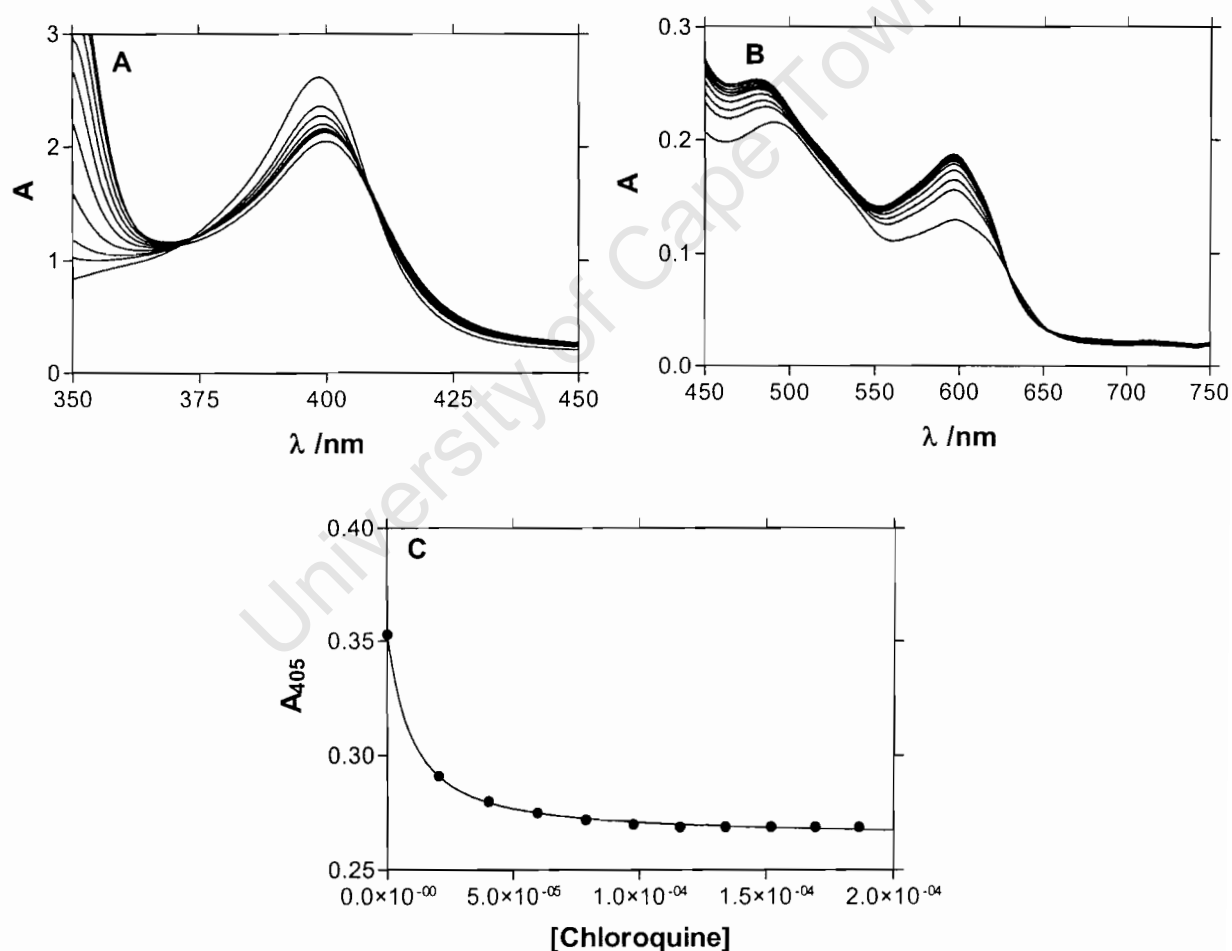 A
3
2
1
0
A
350
375
400
425
450
λ /nm
B
0.3
0.2
0.1
0.0
A
450
500
550
600
650
700
750
λ /nm
C
0.40
0.35
0.30
0.25
A405
0.0×10-00
5.0×10-05
1.0×10-04
1.5×10-04
2.0×10-04
[Chloroquine]
University of Cape Town